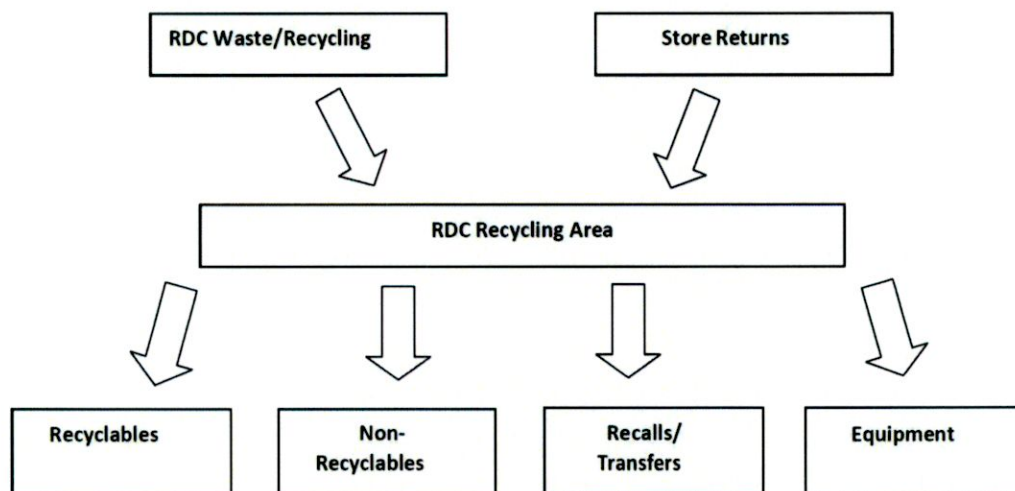 RDC Waste/Recycling
Store Returns
RDC Recycling Area
Recyclables
Non-
Recyclables
Recalls/
Transfers
Equipment